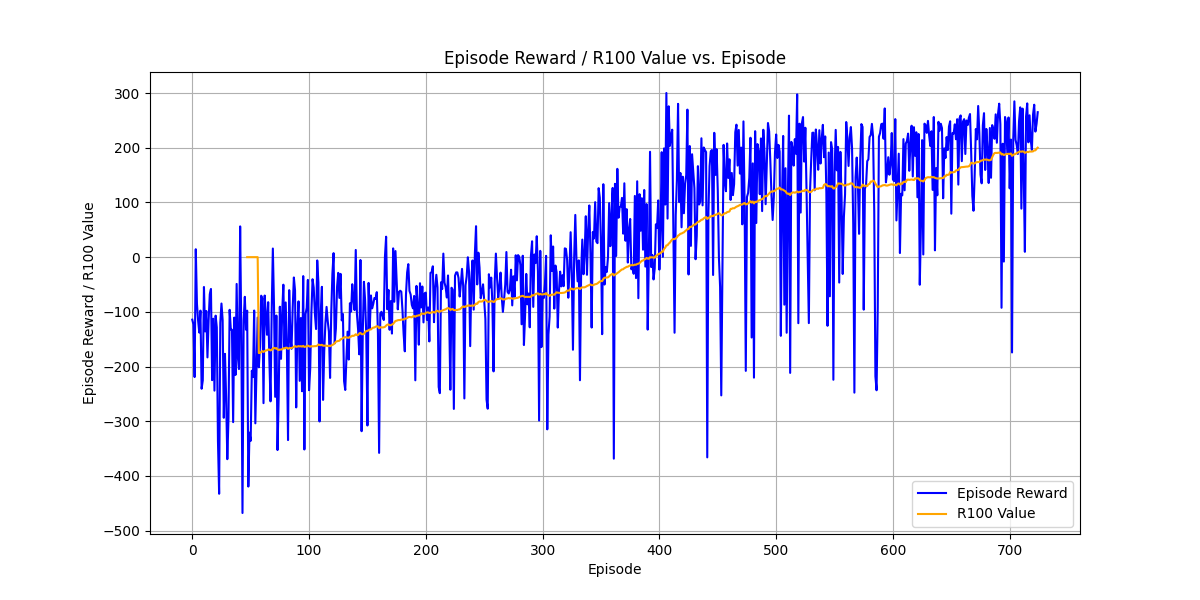 Episode Reward / R100 Value vs. Episode
Episode Reward / R100 Value
300
200
100
0
−100
−200
−300
−400
−500
0 100 200 300 400 500 600 700
Episode
Episode Reward
R100 Value